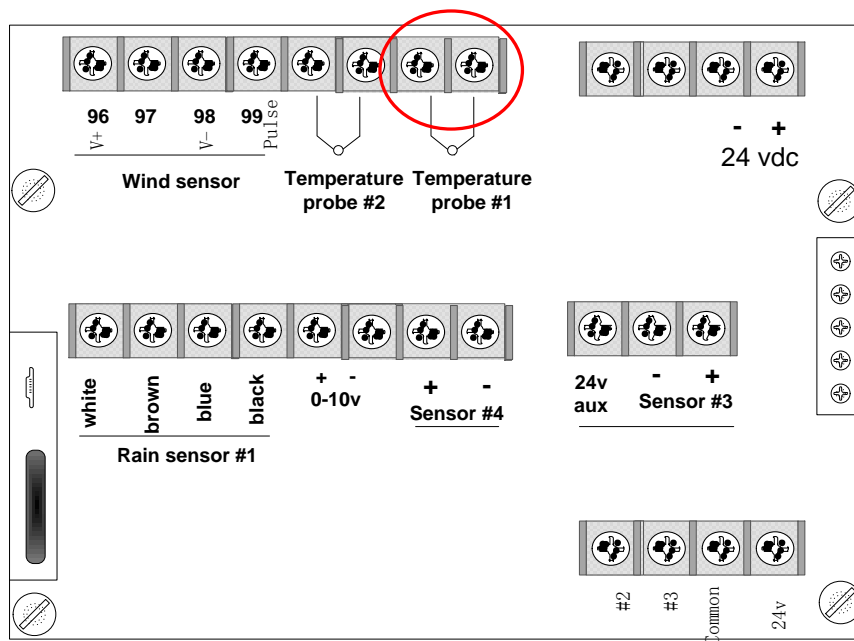 96 97 98 99
V+ V- Pulse
Wind sensor
Temperature
probe #2
Temperature
probe #1
- +
24 vdc
white brown blue black
Rain sensor #1
+ -
0-10v
+ -
Sensor #4
24v
aux
- +
Sensor #3
#2 #3 Common 24v